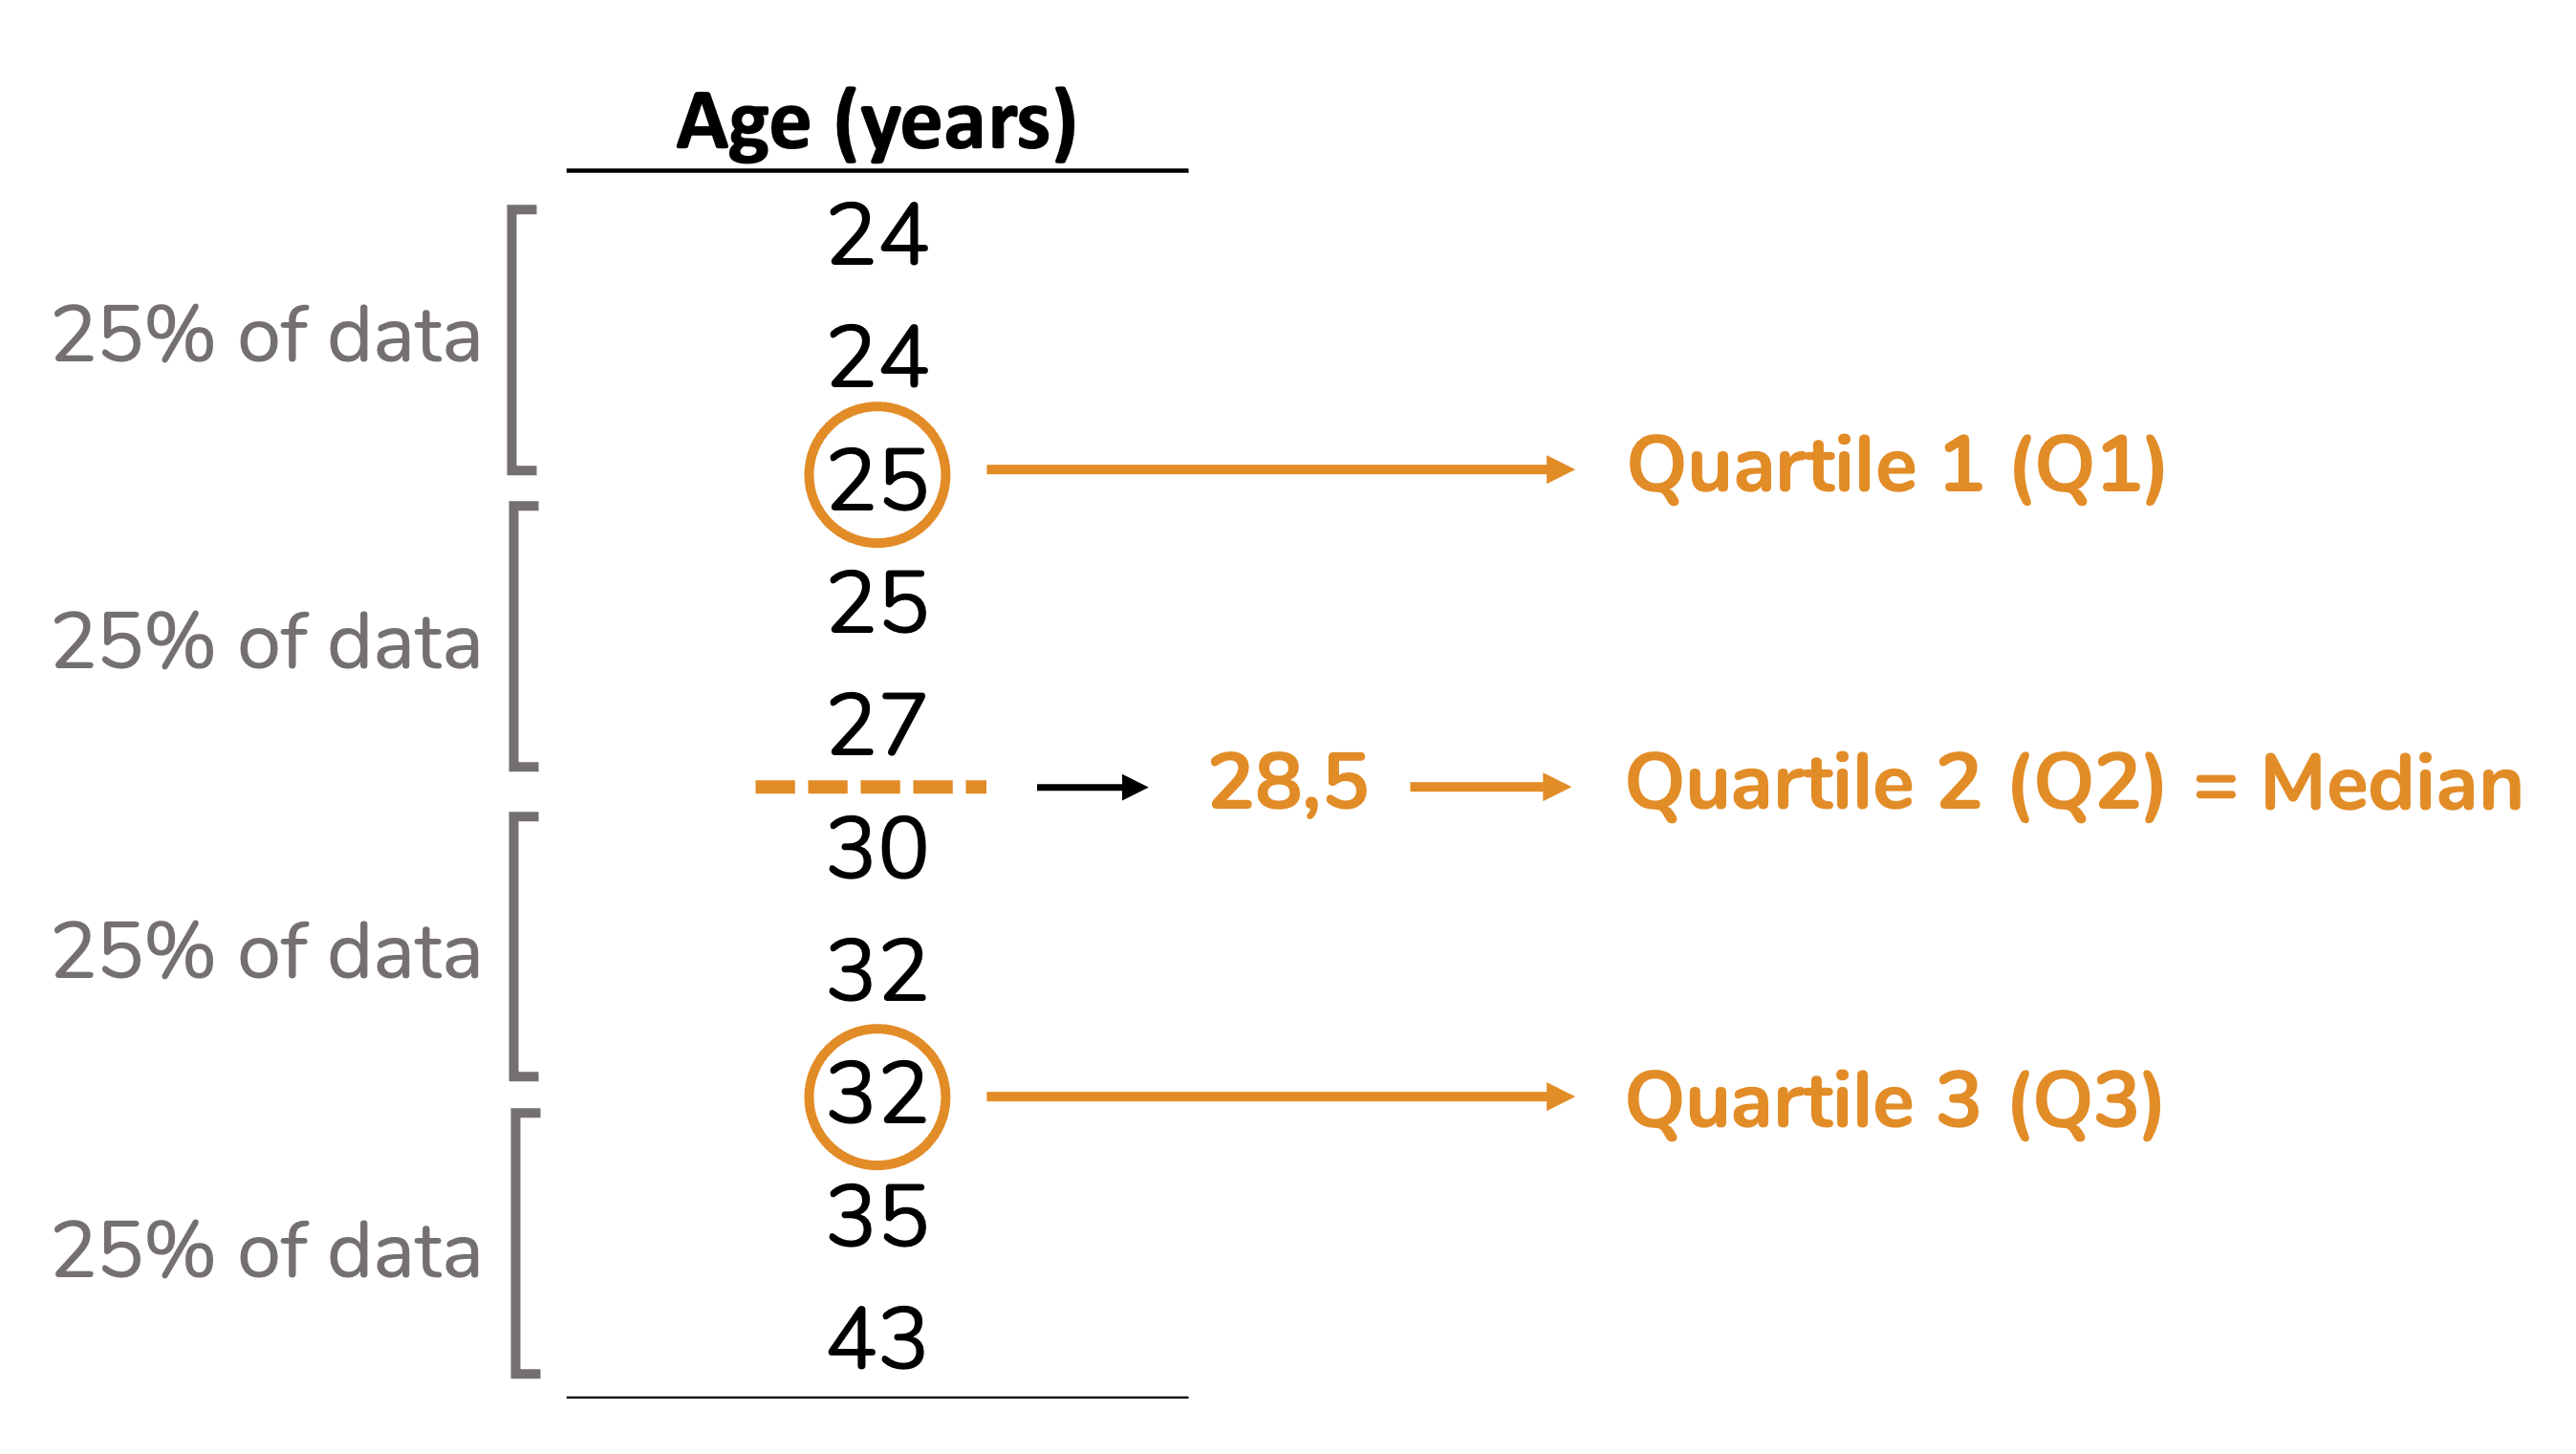 Age (years)
24
25% of data
24
25
Quartile 1 (Q1)
25
25% of data
27
28,5
Quartile 2 (Q2) = Median
30
25% of data
32
32
Quartile 3 (Q3)
35
25% of data
43